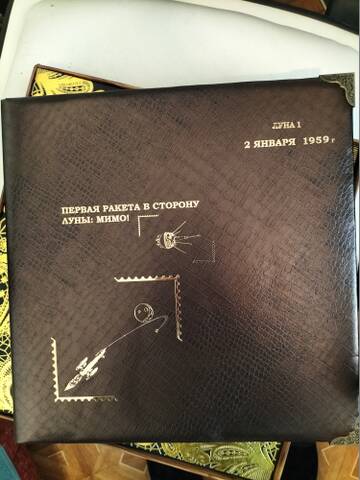 ЛУНА 1
2 ЯНВАРЯ 1959 г
ПЕРВАЯ РАКЕТА В СТОРОНУ
ЛУНЫ: МИМО!